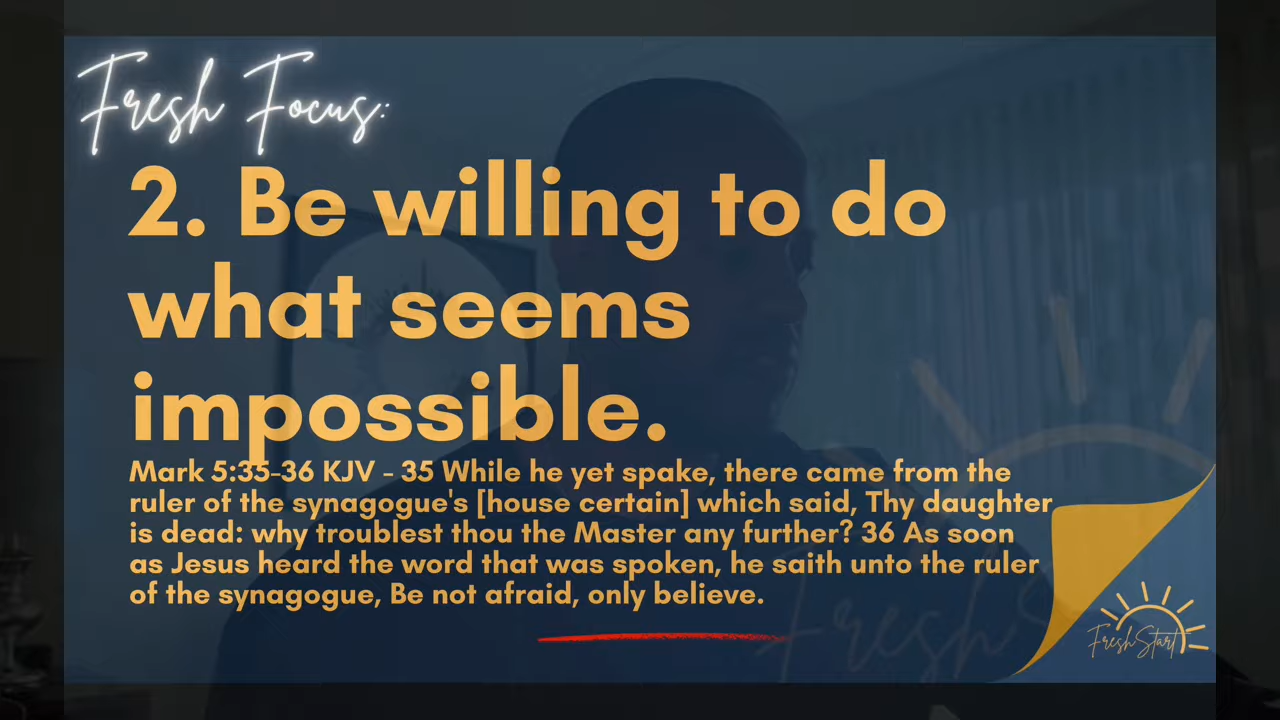 Fresh Focus:
2. Be willing to do
what seems
impossible.
Mark 5:35-36 KJV - 35 While he yet spake, there came from the
ruler of the synagogue's [house certain] which said, Thy daughter
is dead: why troublest thou the Master any further? 36 As soon
as Jesus heard the word that was spoken, he saith unto the ruler
of the synagogue, Be not afraid, only believe.
Fresh S
Fresh Start